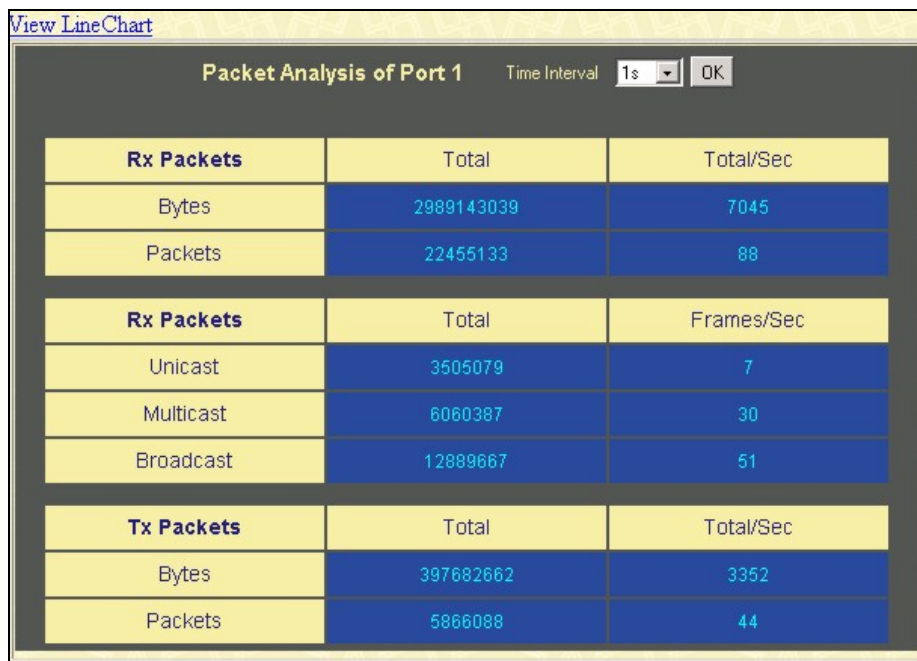 View LineChart
Packet Analysis of Port 1 Time Interval 1s OK
Rx Packets Total Total/Sec
Bytes 2989143039 7045
Packets 22455133 88
Rx Packets Total Frames/Sec
Unicast 3505079 7
Multicast 6060387 30
Broadcast 12889667 51
Tx Packets Total Total/Sec
Bytes 397682662 3352
Packets 5866088 44